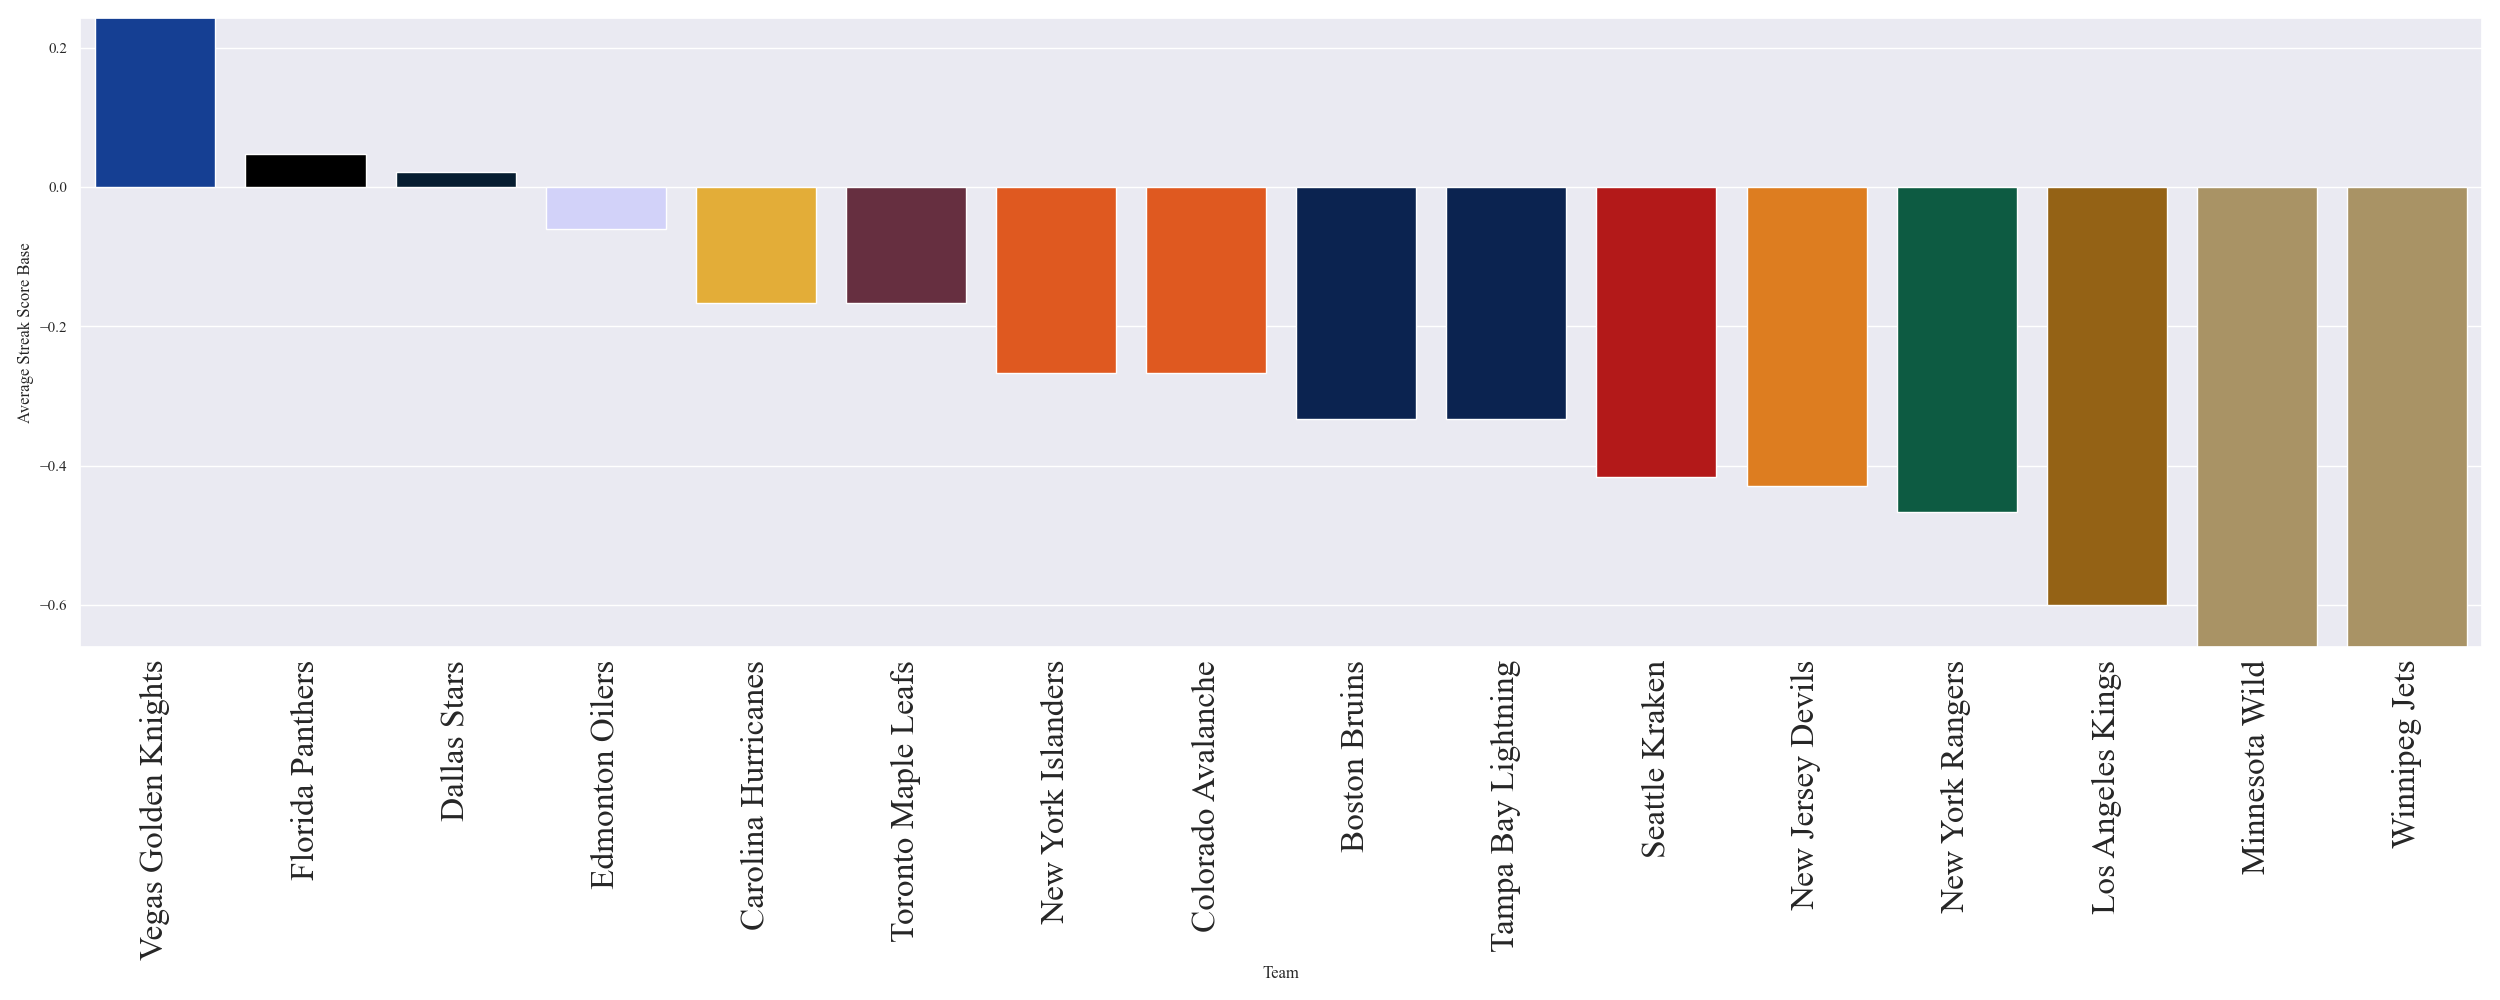 0.2
0.0
−0.2
−0.4
−0.6
Average Streak Score Base
Vegas Golden Knights
Florida Panthers
Dallas Stars
Edmonton Oilers
Carolina Hurricanes
Toronto Maple Leafs
New York Islanders
Colorado Avalanche
Boston Bruins
Tampa Bay Lightning
Seattle Kraken
New Jersey Devils
New York Rangers
Los Angeles Kings
Minnesota Wild
Winnipeg Jets
Team